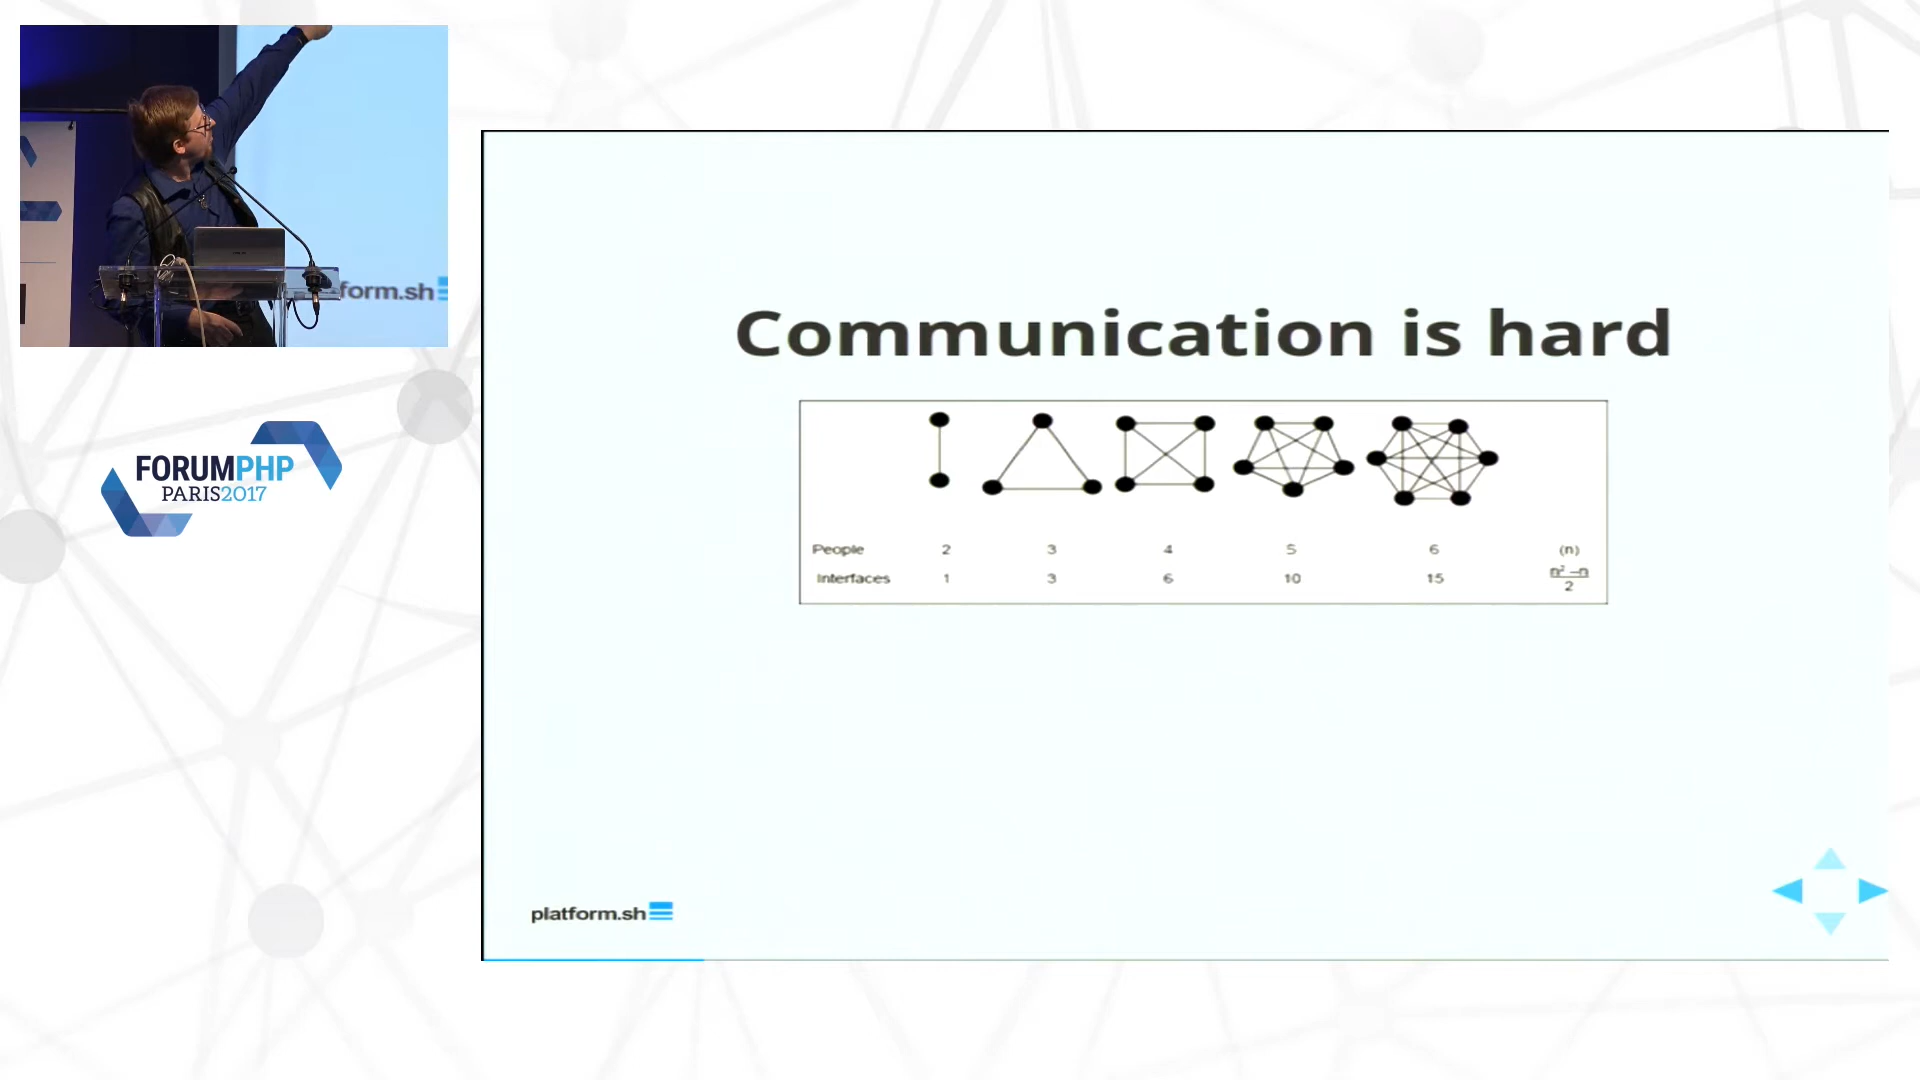 form.sh
FORUMPHP
PARIS2017
Communication is hard
People 2 3 4 5 6 (n)
Interfaces 1 3 6 10 15 n² –n
2
platform.sh